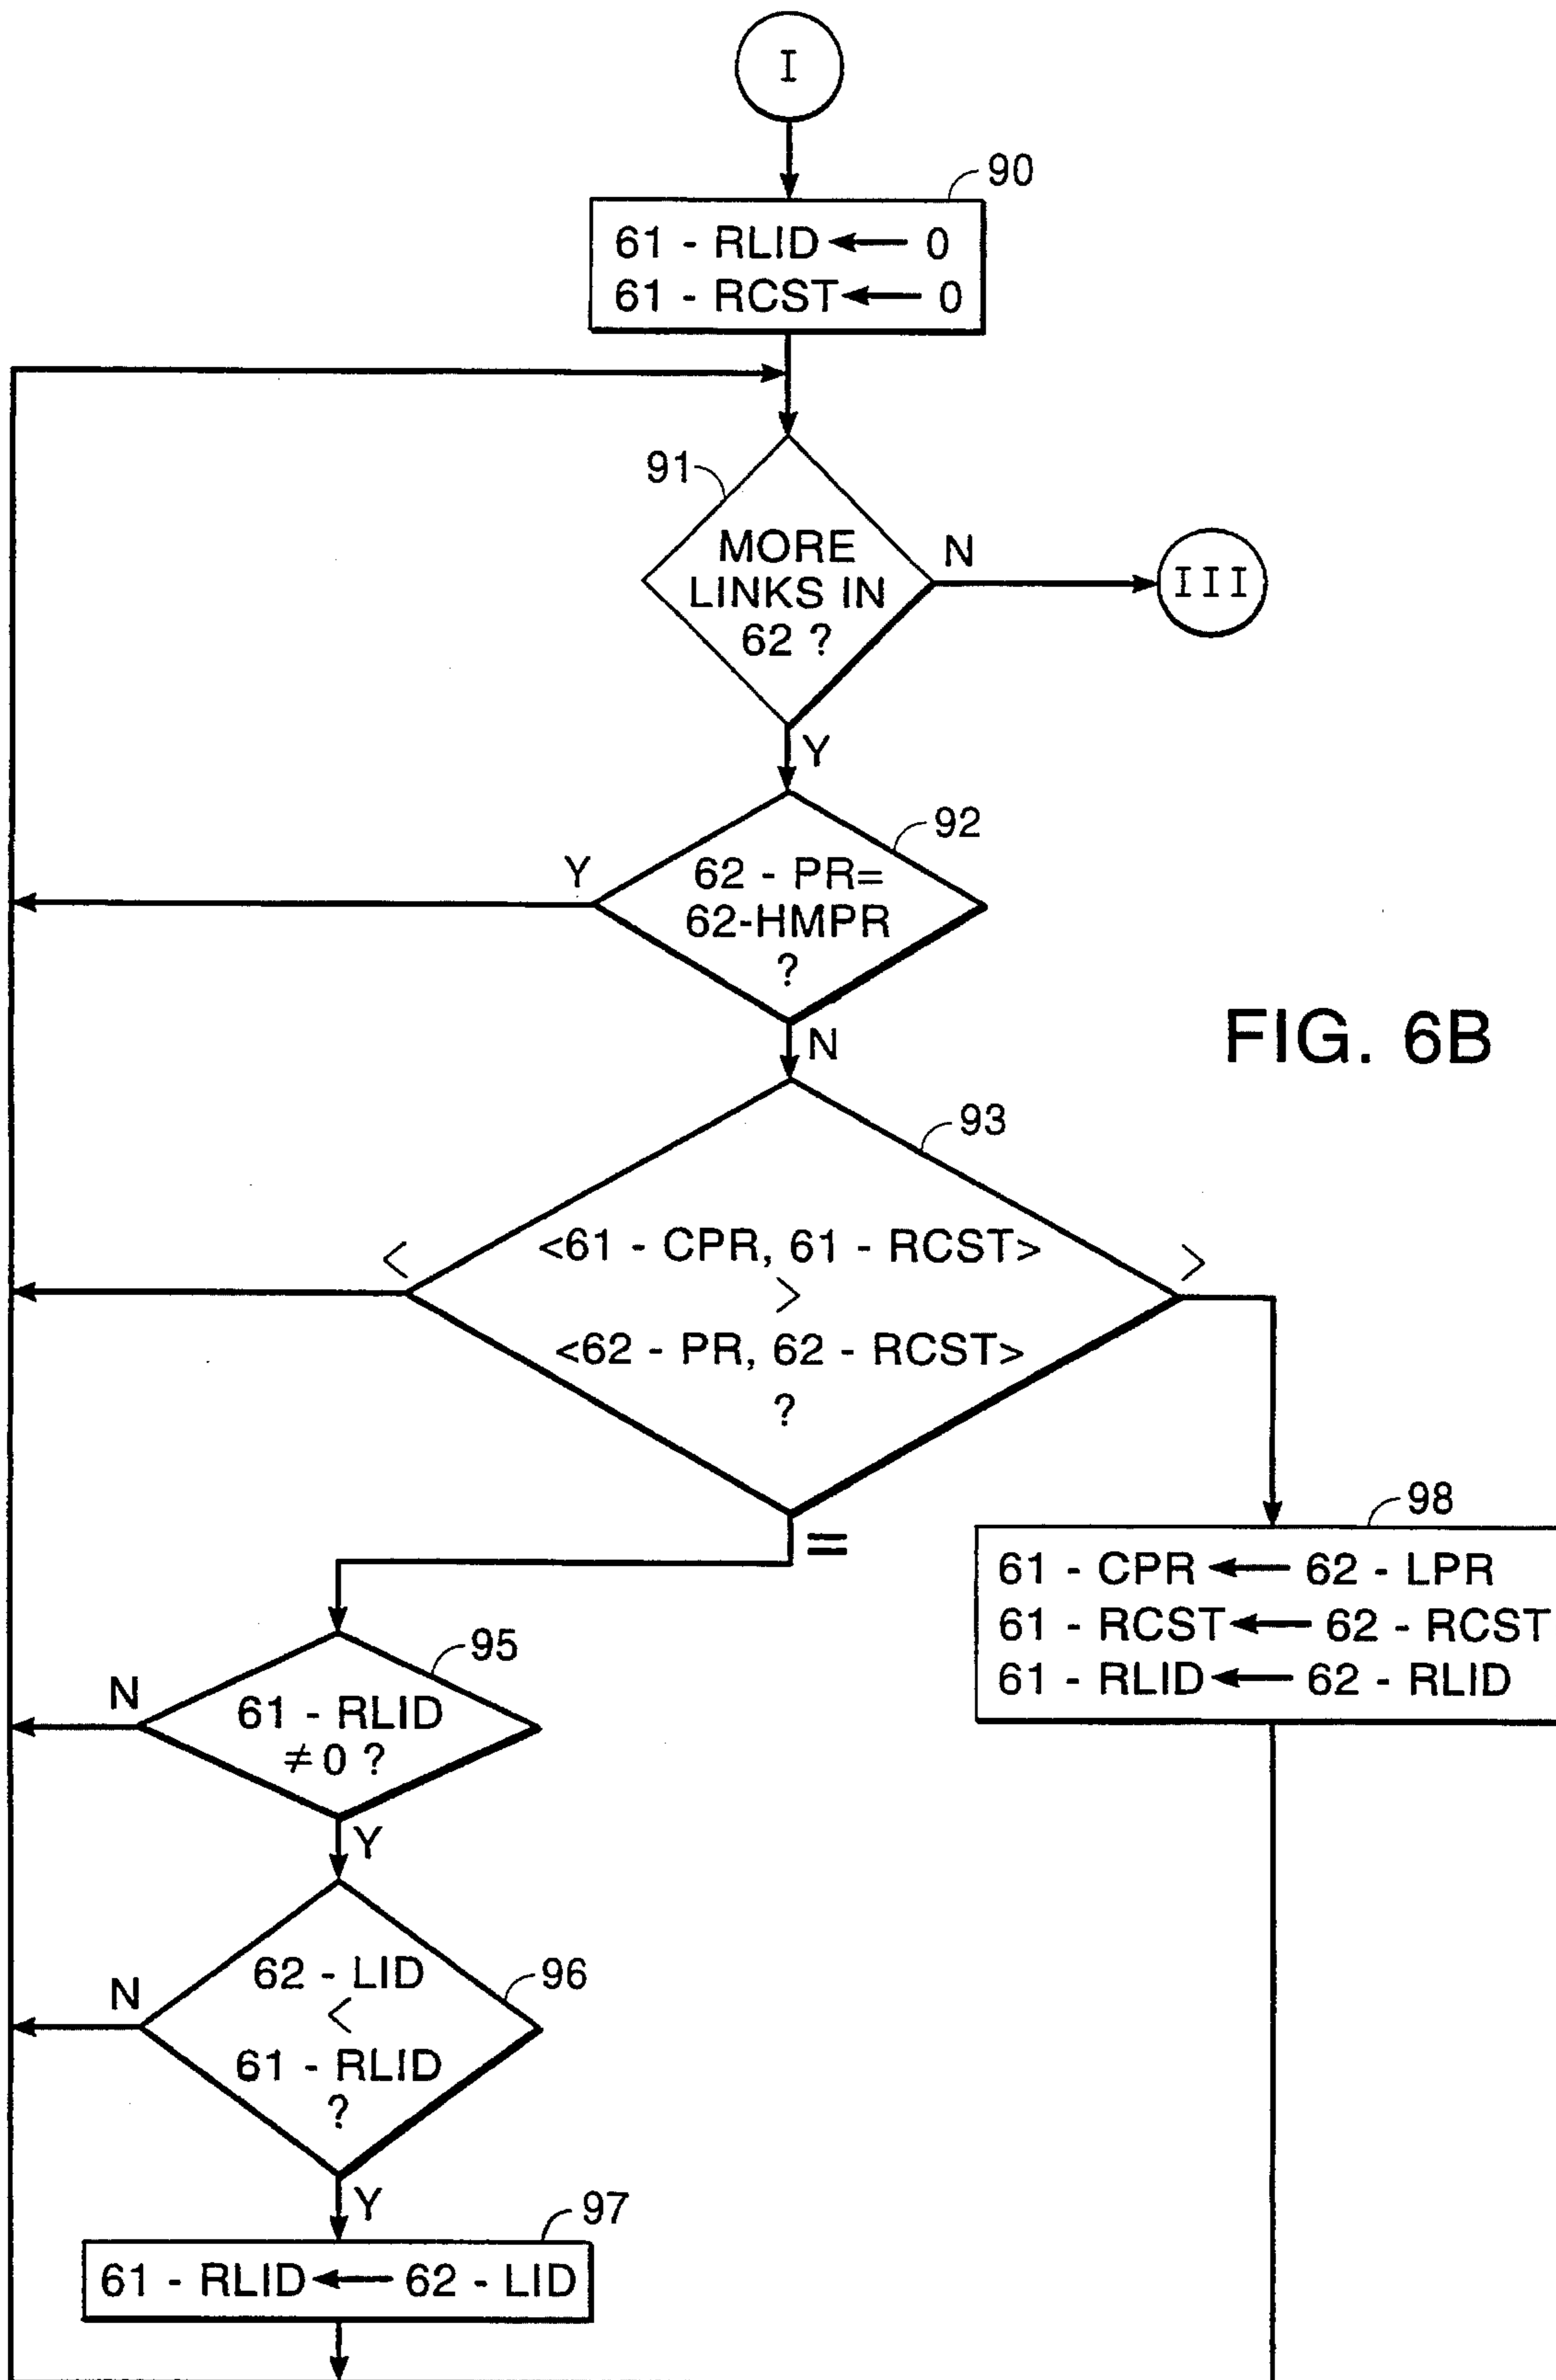 I
90
61 - RLID ← 0
61 - RCST ← 0
91
MORE
LINKS IN
62 ?
N
III
Y
92
Y
62 - PR=
62-HMPR
?
N
FIG. 6B
93
<
<61 - CPR, 61 - RCST>
>
>
<62 - PR, 62 - RCST>
?
=
98
61 - CPR ← 62 - LPR
61 - RCST ← 62 - RCST
61 - RLID ← 62 - RLID
95
N
61 - RLID
≠ 0 ?
Y
96
N
62 - LID
<
61 - RLID
?
Y
97
61 - RLID ← 62 - LID